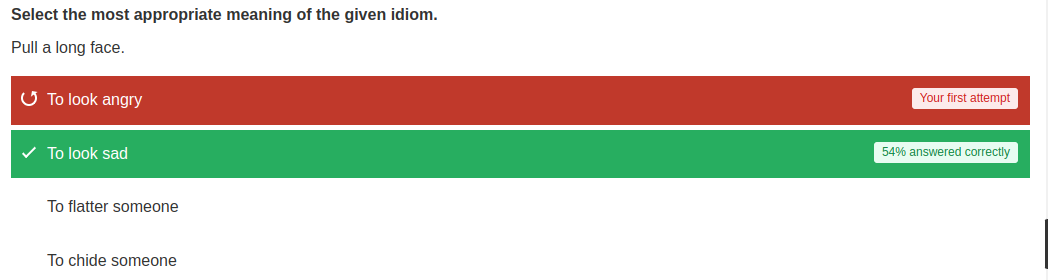 Select the most appropriate meaning of the given idiom.
Pull a long face.
To look angry Your first attempt
To look sad 54% answered correctly
To flatter someone
To chide someone